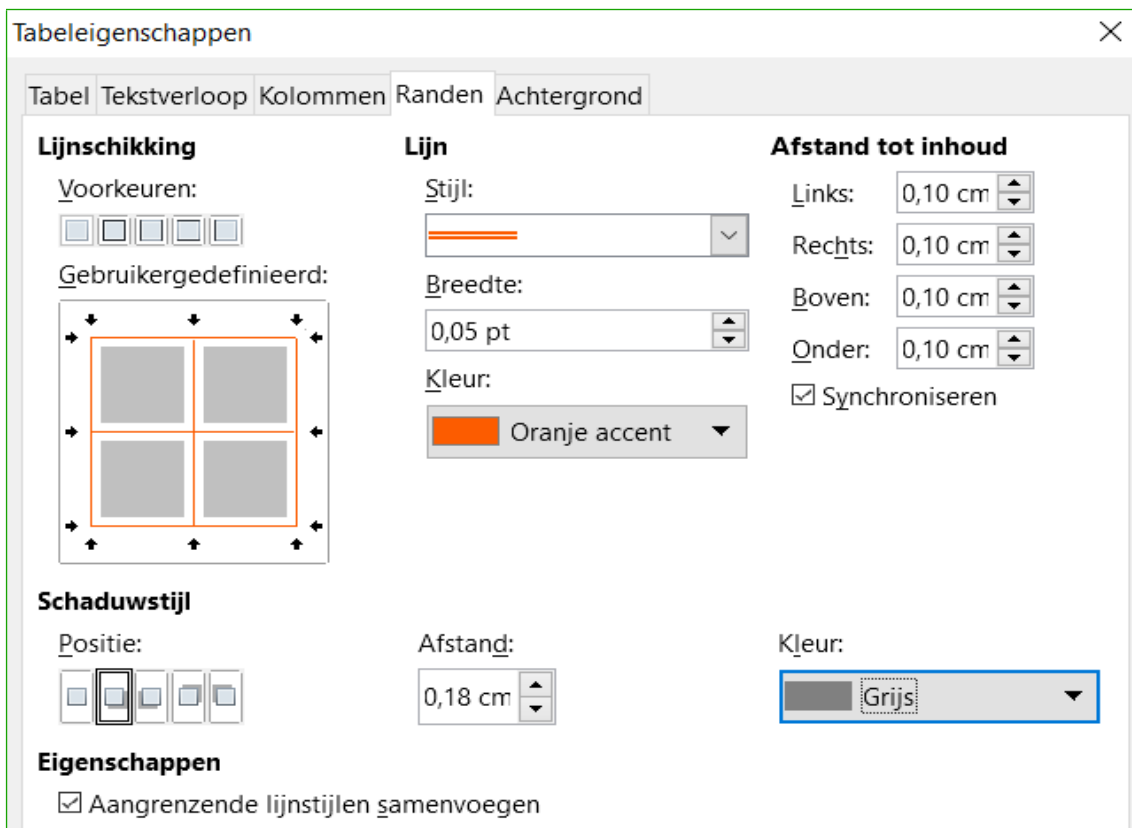 Tabeleigenschappen
Tabel Tekstverloop Kolommen Randen Achtergrond
Lijnschikking
Voorkeuren:
Gebruikergedefinieerd:
Lijn
Stijl:
Breedte:
0,05 pt
Kleur:
Oranje accent
Afstand tot inhoud
Links: 0,10 cm
Rechts: 0,10 cm
Boven: 0,10 cm
Onder: 0,10 cm
Synchroniseren
Schaduwstijl
Positie:
Afstand:
0,18 cm
Kleur:
Grijs
Eigenschappen
Aangrenzende lijnstijlen samenvoegen